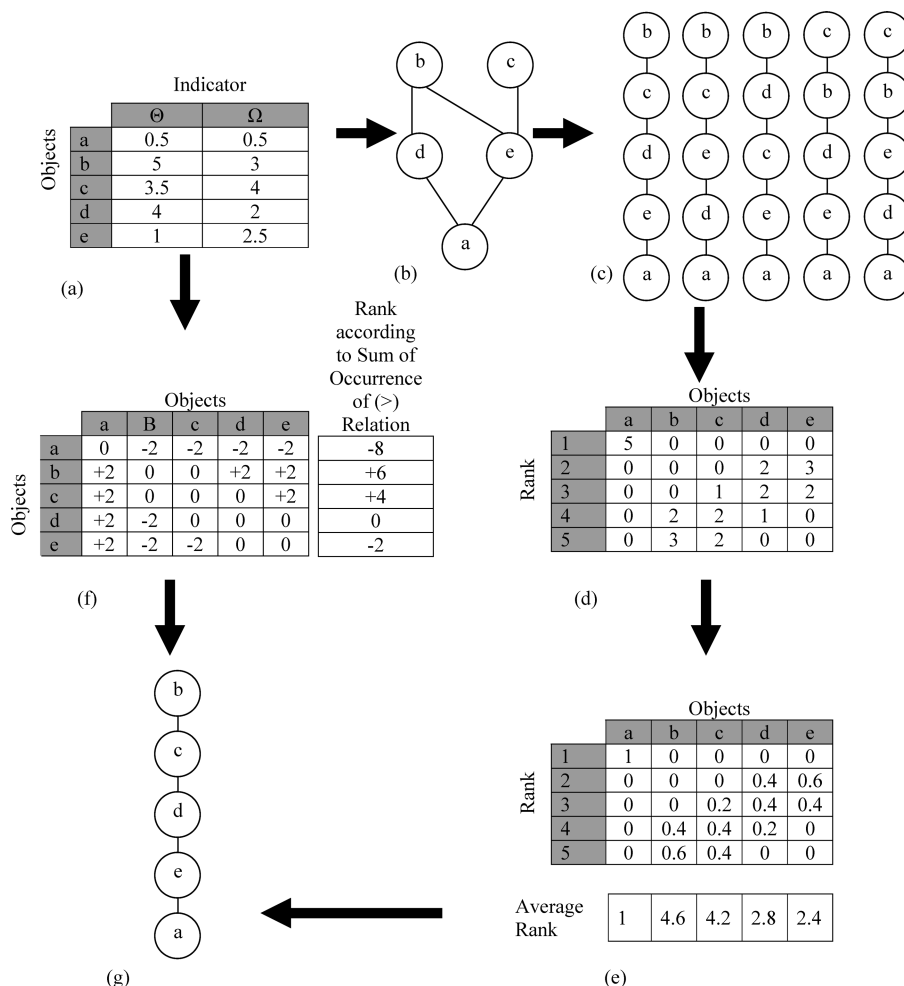 Indicator
Objects
Θ Ω
a 0.5 0.5
b 5 3
c 3.5 4
d 4 2
e 1 2.5
(a)
b c
d e
a
(b)
b b b c c
c c d b b
d e c d e
e d e e d
a a a a a
(c)
Rank
according
to Sum of
Occurrence
of (>)
Relation
Objects
Objects
a B c d e
a 0 -2 -2 -2 -2 -8
b +2 0 0 +2 +2 +6
c +2 0 0 0 +2 +4
d +2 -2 0 0 0 0
e +2 -2 -2 0 0 -2
(f)
Objects
Rank
a b c d e
1 5 0 0 0 0
2 0 0 0 2 3
3 0 0 1 2 2
4 0 2 2 1 0
5 0 3 2 0 0
(d)
b
c
d
e
a
(g)
Objects
Rank
a b c d e
1 1 0 0 0 0
2 0 0 0 0.4 0.6
3 0 0 0.2 0.4 0.4
4 0 0.4 0.4 0.2 0
5 0 0.6 0.4 0 0
Average
Rank
1 4.6 4.2 2.8 2.4
(e)